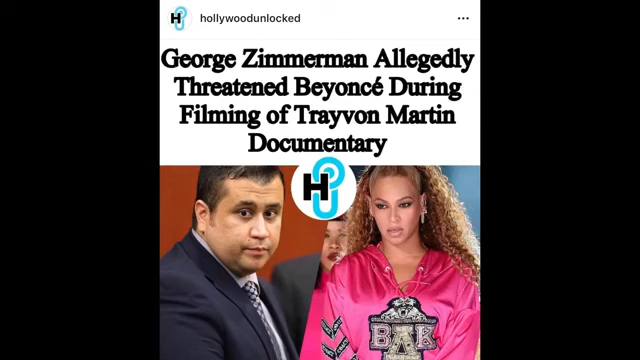 hollywoodunlocked
George Zimmerman Allegedly
Threatened Beyoncé During
Filming of Trayvon Martin
Documentary
H
BAK